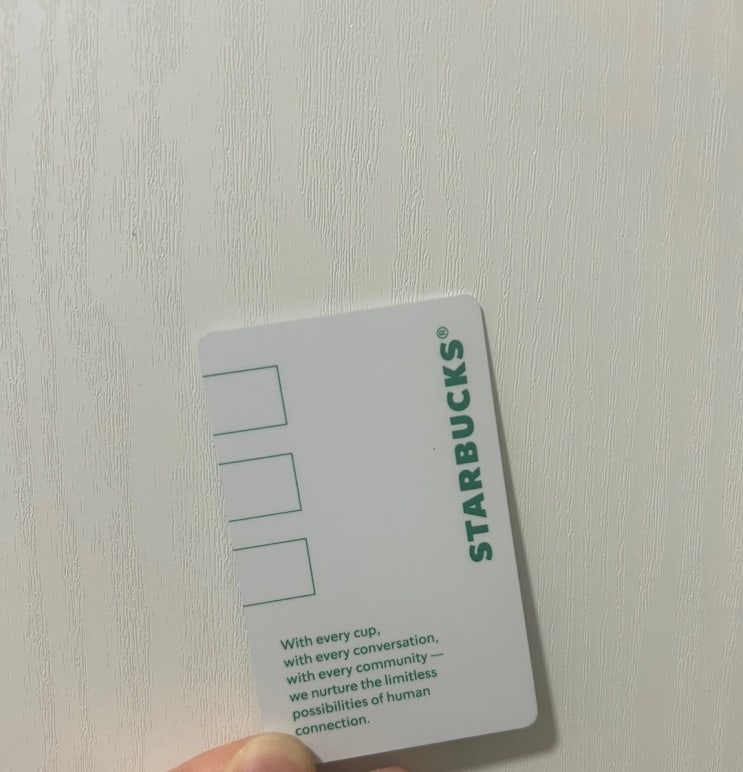 STARBUCKS®
With every cup,
with every conversation,
with every community —
we nurture the limitless
possibilities of human
connection.